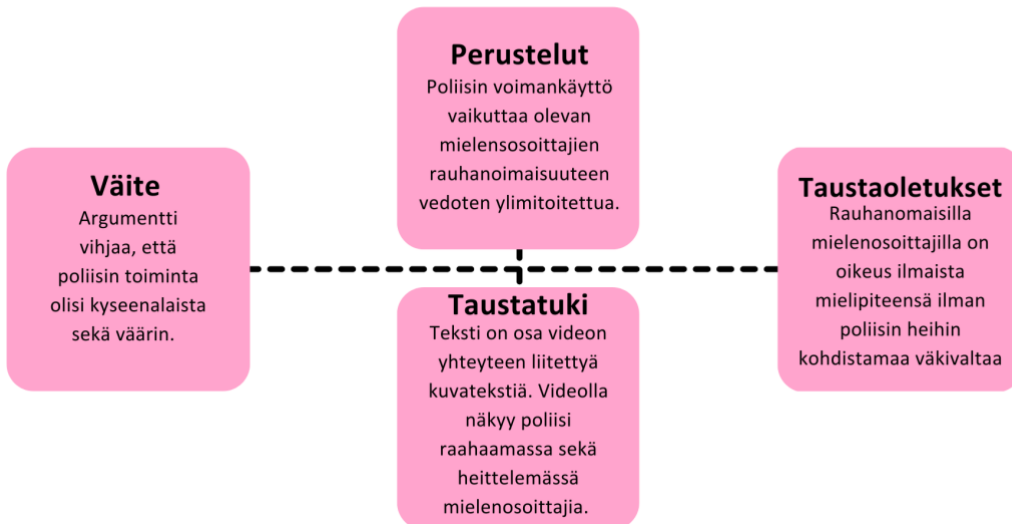 Perustelut
Poliisin voimankäyttö
vaikuttaa olevan
mielensosoittajien
rauhanoimaisuuteen
vedoten ylimitoitettua.
Väite
Argumentti
vihjaa, että
poliisin toiminta
olisi kyseenalaista
sekä väärin.
Taustaoletukset
Rauhanomaisilla
mielenosoittajilla on
oikeus ilmaista
mielipiteensä ilman
poliisin heihin
kohdistamaa väkivaltaa
Taustatuki
Teksti on osa videon
yhteyteen liitettyä
kuvatekstiä. Videolla
näkyy poliisi
raahaamassa sekä
heittelemässä
mielenosoittajia.